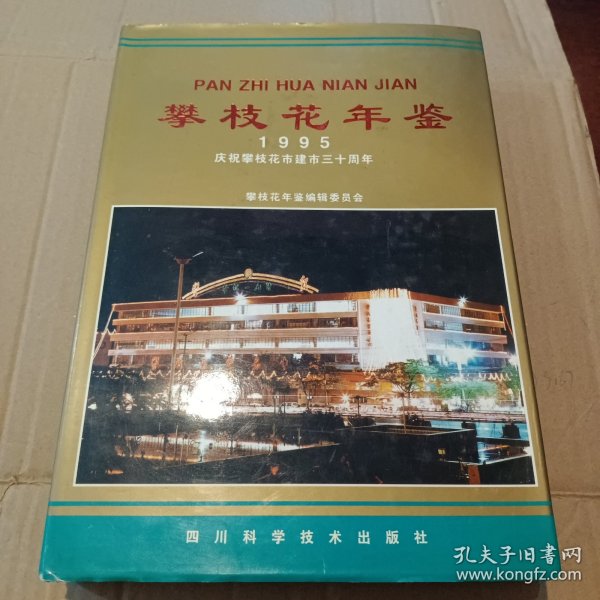 PAN ZHI HUA NIAN JIAN
攀枝花年鉴
1995
庆祝攀枝花市建市三十周年
攀枝花年鉴编辑委员会
四川科学技术出版社
孔夫子旧书网
www.kongfz.com